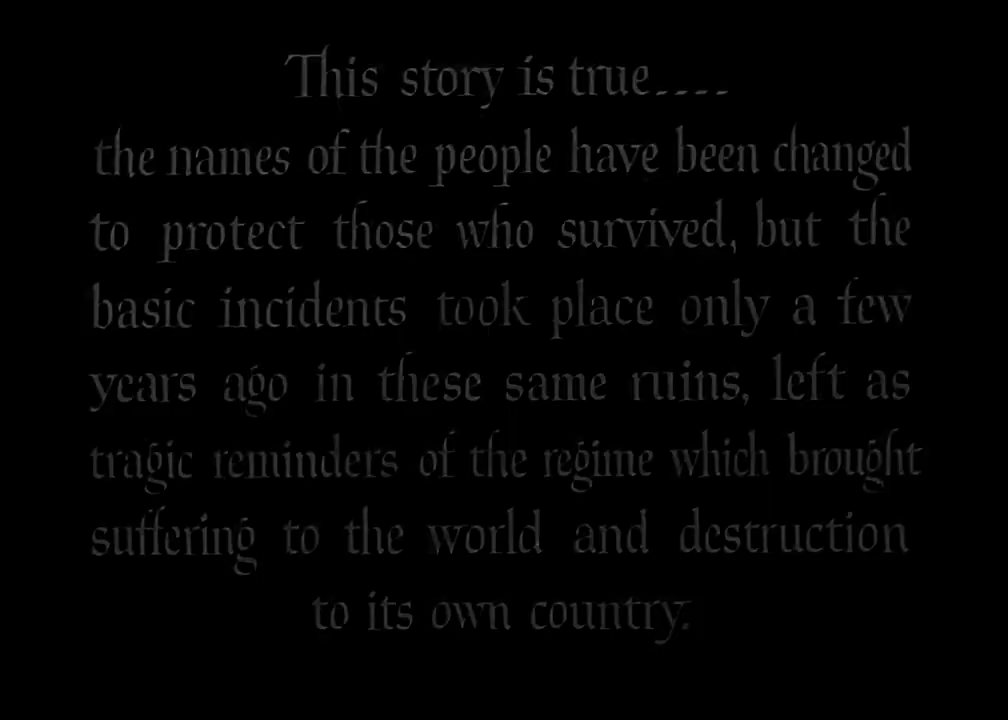 This story is true----
the names of the people have been changed
to protect those who survived, but the
basic incidents took place only a few
years ago in these same ruins, left as
tragic reminders of the regime which brought
suffering to the world and destruction
to its own country.